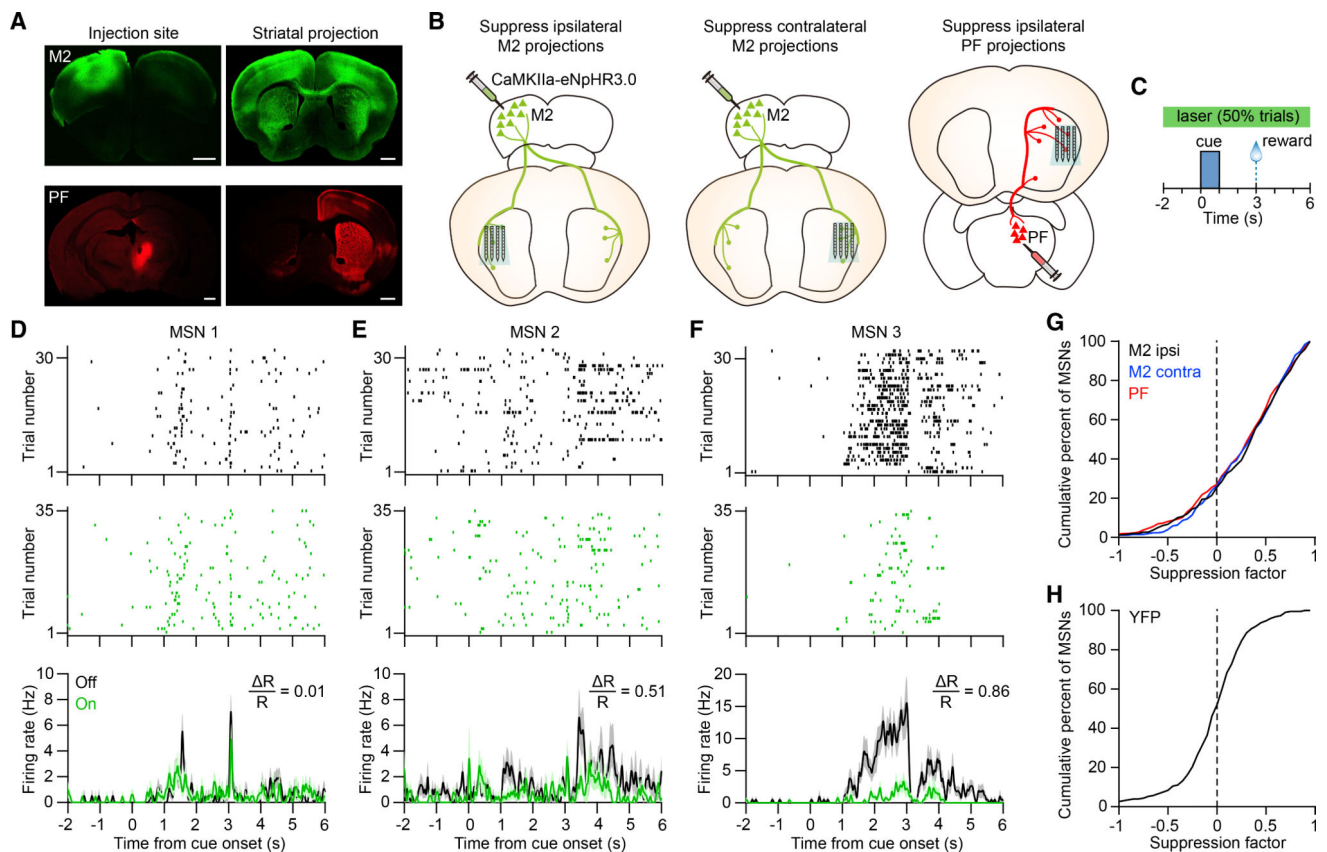 A
Injection site
Striatal projection
M2
PF
B
Suppress ipsilateral
M2 projections
CaMKIIa-eNpHR3.0
M2
Suppress contralateral
M2 projections
M2
Suppress ipsilateral
PF projections
PF
C
laser (50% trials)
cue
reward
-2 0 3 6
Time (s)
D
MSN 1
30
1
Trial number
35
1
Trial number
10
8
6
4
2
0
Firing rate (Hz)
Off
On
ΔR/R = 0.01
-2 -1 0 1 2 3 4 5 6
Time from cue onset (s)
E
MSN 2
30
1
Trial number
35
1
Trial number
10
8
6
4
2
0
Firing rate (Hz)
ΔR/R = 0.51
-2 -1 0 1 2 3 4 5 6
Time from cue onset (s)
F
MSN 3
30
1
Trial number
35
1
Trial number
20
15
10
5
0
Firing rate (Hz)
ΔR/R = 0.86
-2 -1 0 1 2 3 4 5 6
Time from cue onset (s)
G
M2 ipsi
M2 contra
PF
100
80
60
40
20
0
Cumulative percent of MSNs
-1 -0.5 0 0.5 1
Suppression factor
H
YFP
100
80
60
40
20
0
Cumulative percent of MSNs
-1 -0.5 0 0.5 1
Suppression factor